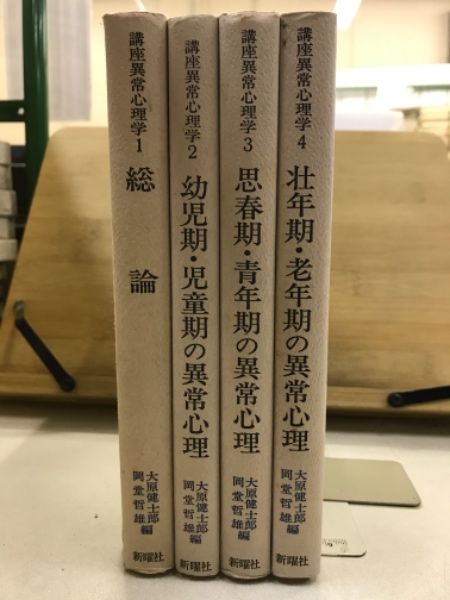 講座異常心理学1
総論
大原健士郎
岡堂哲雄 編
新曜社
講座異常心理学2
幼児期・児童期の異常心理
大原健士郎
岡堂哲雄 編
新曜社
講座異常心理学3
思春期・青年期の異常心理
大原健士郎
岡堂哲雄 編
新曜社
講座異常心理学4
壮年期・老年期の異常心理
大原健士郎
岡堂哲雄 編
新曜社